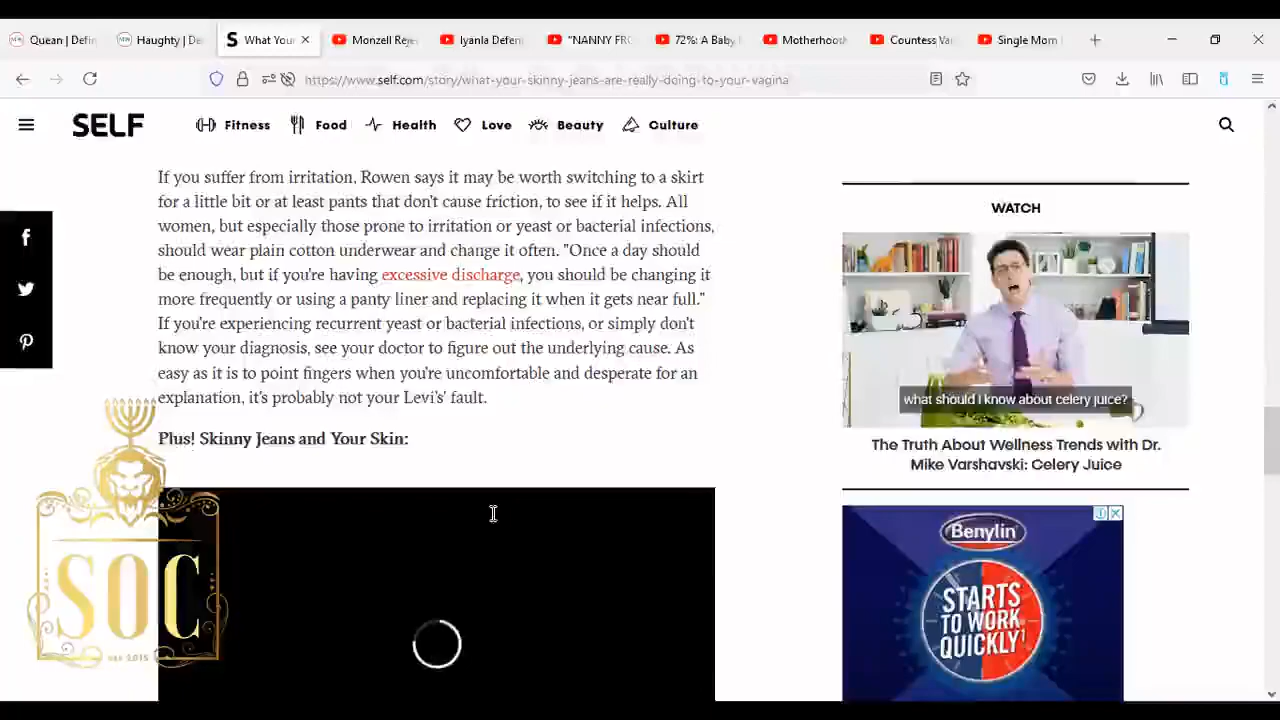 Quean | Defin
Haughty | De
S What You
Monzell Reje
Iyanla Defen
"NANNY FRO
72%: A Baby
Motherhood
Countess Va
Single Mom
https://www.self.com/story/what-your-skinny-jeans-are-really-doing-to-your-vagina
SELF
Fitness
Food
Health
Love
Beauty
Culture
If you suffer from irritation, Rowen says it may be worth switching to a skirt
for a little bit or at least pants that don't cause friction, to see if it helps. All
women, but especially those prone to irritation or yeast or bacterial infections,
should wear plain cotton underwear and change it often. "Once a day should
be enough, but if you're having excessive discharge, you should be changing it
more frequently or using a panty liner and replacing it when it gets near full."
If you're experiencing recurrent yeast or bacterial infections, or simply don't
know your diagnosis, see your doctor to figure out the underlying cause. As
easy as it is to point fingers when you're uncomfortable and desperate for an
explanation, it's probably not your Levi's' fault.
Plus! Skinny Jeans and Your Skin:
WATCH
what should I know about celery juice?
The Truth About Wellness Trends with Dr.
Mike Varshavski: Celery Juice
Benylin
STARTS
TO WORK
QUICKLY
SOC
EST 2015